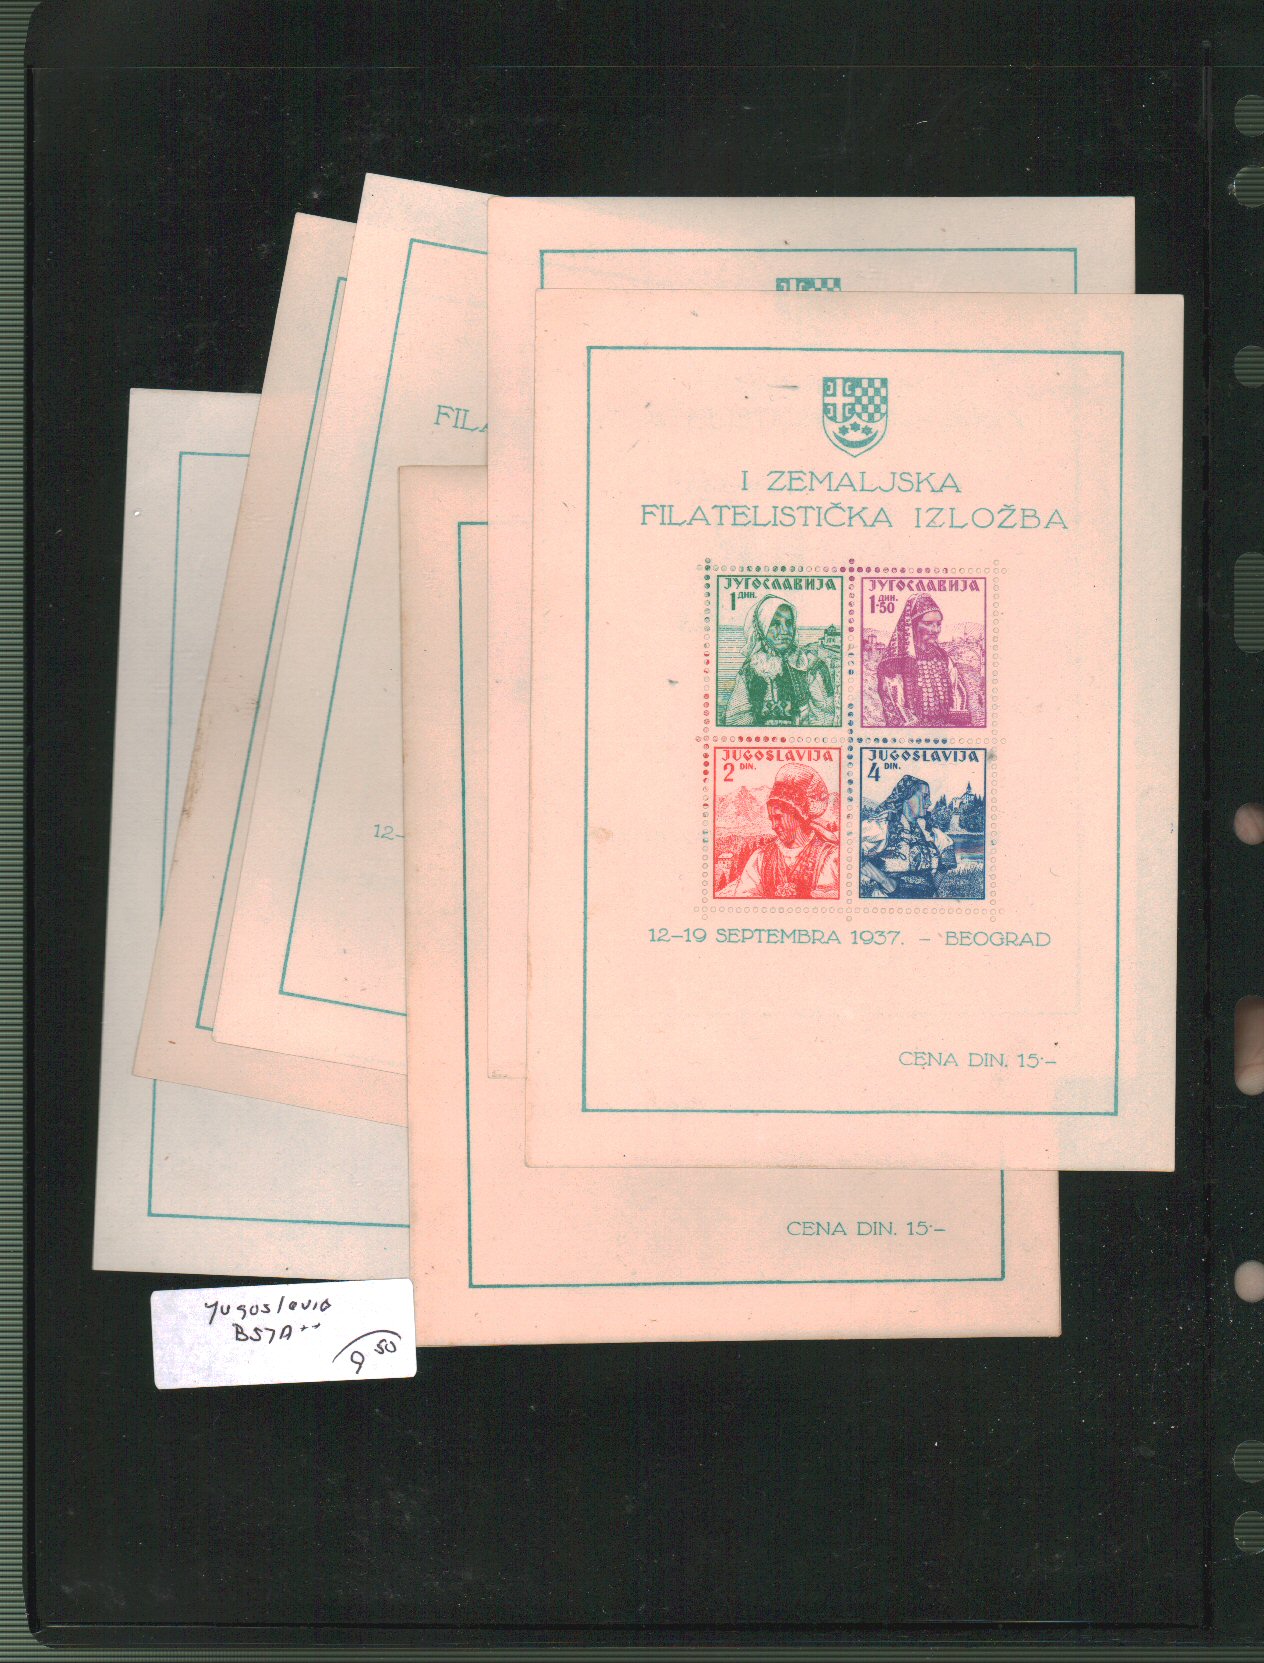 FILA
12-
I ZEMALJSKA
FILATELISTIČKA IZLOŽBA
ЈУГОСЛАВИЈА
1 ДИН.
ЈУГОСЛАВИЈА
1·50 ДИН.
JUGOSLAVIJA
2 DIN.
JUGOSLAVIJA
4 DIN.
12–19 SEPTEMBRA 1937. – BEOGRAD
CENA DIN. 15·–
CENA DIN. 15·–
Yugoslavia
B57A**
9 50